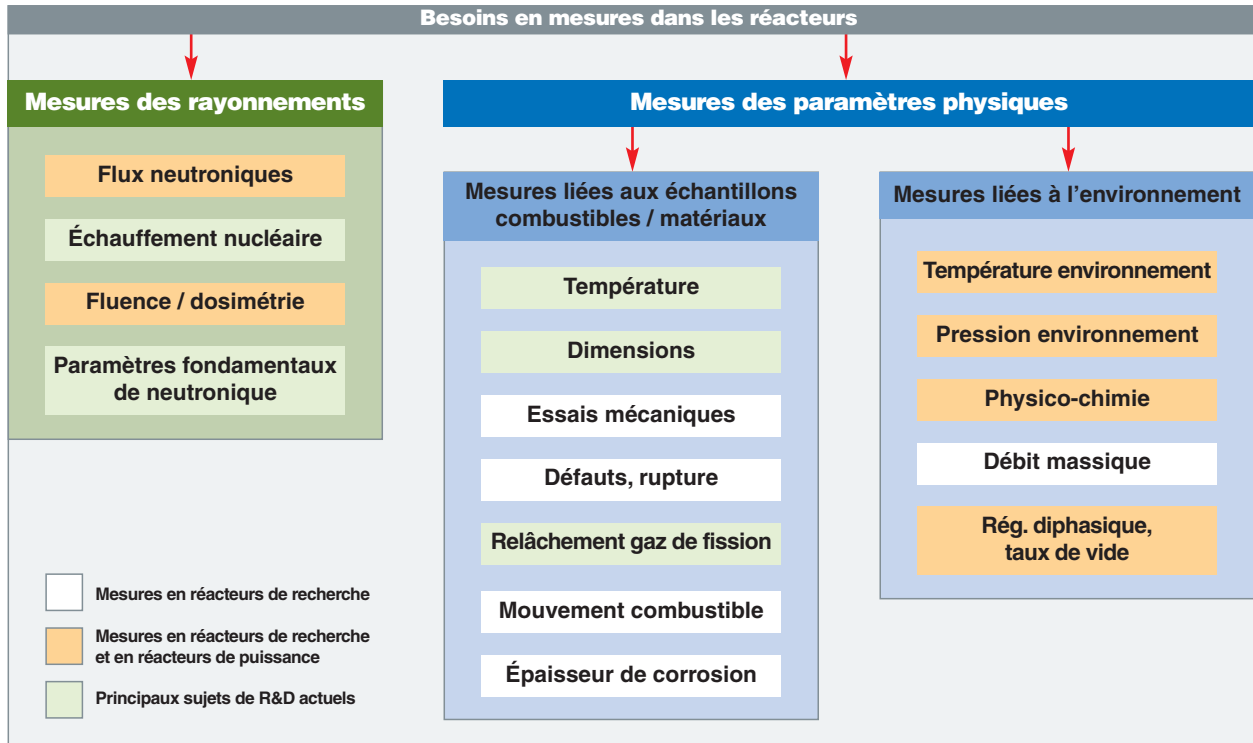 Besoins en mesures dans les réacteurs
Mesures des rayonnements
Flux neutroniques
Échauffement nucléaire
Fluence / dosimétrie
Paramètres fondamentaux
de neutronique
Mesures des paramètres physiques
Mesures liées aux échantillons
combustibles / matériaux
Température
Dimensions
Essais mécaniques
Défauts, rupture
Relâchement gaz de fission
Mouvement combustible
Épaisseur de corrosion
Mesures liées à l’environnement
Température environnement
Pression environnement
Physico-chimie
Débit massique
Rég. diphasique,
taux de vide
Mesures en réacteurs de recherche
Mesures en réacteurs de recherche
et en réacteurs de puissance
Principaux sujets de R&D actuels